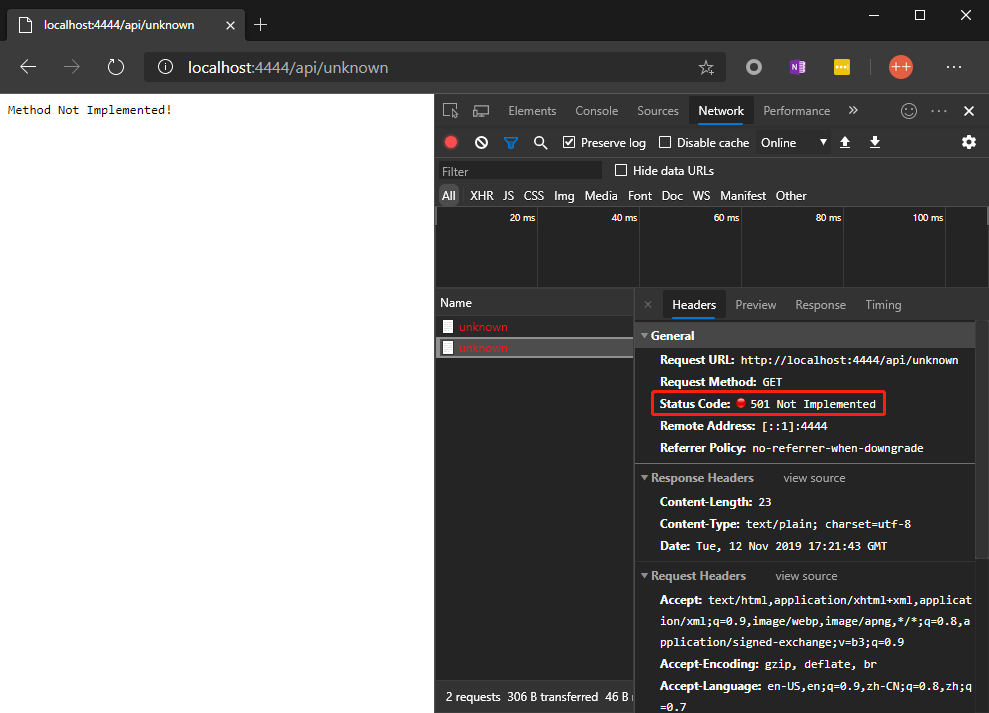 localhost:4444/api/unknown
localhost:4444/api/unknown
N
++
Method Not Implemented!
Elements Console Sources Network Performance
Preserve log Disable cache Online
Filter Hide data URLs
All XHR JS CSS Img Media Font Doc WS Manifest Other
20 ms 40 ms 60 ms 80 ms 100 ms
Name
unknown
unknown
2 requests 306 B transferred 46 B
Headers Preview Response Timing
General
Request URL: http://localhost:4444/api/unknown
Request Method: GET
Status Code: 501 Not Implemented
Remote Address: [::1]:4444
Referrer Policy: no-referrer-when-downgrade
Response Headers view source
Content-Length: 23
Content-Type: text/plain; charset=utf-8
Date: Tue, 12 Nov 2019 17:21:43 GMT
Request Headers view source
Accept: text/html,application/xhtml+xml,applicat
ion/xml;q=0.9,image/webp,image/apng,*/*;q=0.8,a
pplication/signed-exchange;v=b3;q=0.9
Accept-Encoding: gzip, deflate, br
Accept-Language: en-US,en;q=0.9,zh-CN;q=0.8,zh;q
=0.7